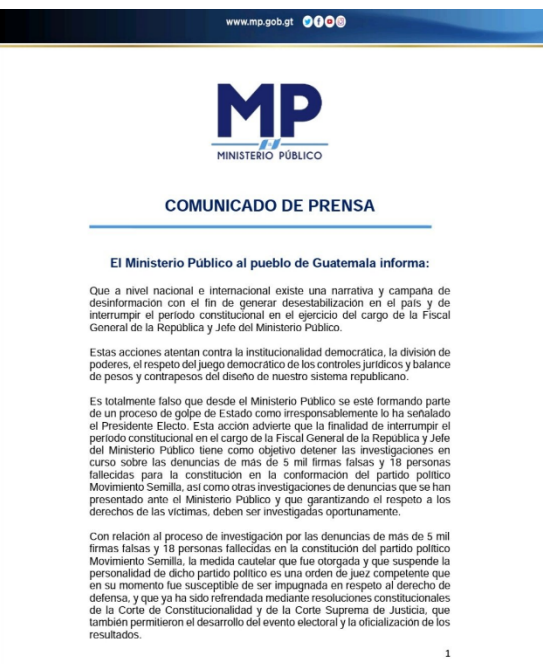 www.mp.gob.gt
MP
MINISTERIO PÚBLICO
COMUNICADO DE PRENSA
El Ministerio Público al pueblo de Guatemala informa:
Que a nivel nacional e internacional existe una narrativa y campaña de
desinformación con el fin de generar desestabilización en el país y de
interrumpir el período constitucional en el ejercicio del cargo de la Fiscal
General de la República y Jefe del Ministerio Público.
Estas acciones atentan contra la institucionalidad democrática, la división de
poderes, el respeto del juego democrático de los controles jurídicos y balance
de pesos y contrapesos del diseño de nuestro sistema republicano.
Es totalmente falso que desde el Ministerio Público se esté formando parte
de un proceso de golpe de Estado como irresponsablemente lo ha señalado
el Presidente Electo. Esta acción advierte que la finalidad de interrumpir el
período constitucional en el cargo de la Fiscal General de la República y Jefe
del Ministerio Público tiene como objetivo detener las investigaciones en
curso sobre las denuncias de más de 5 mil firmas falsas y 18 personas
fallecidas para la constitución en la conformación del partido político
Movimiento Semilla, así como otras investigaciones de denuncias que se han
presentado ante el Ministerio Público y que garantizando el respeto a los
derechos de las víctimas, deben ser investigadas oportunamente.
Con relación al proceso de investigación por las denuncias de más de 5 mil
firmas falsas y 18 personas fallecidas en la constitución del partido político
Movimiento Semilla, la medida cautelar que fue otorgada y que suspende la
personalidad de dicho partido político es una orden de juez competente que
en su momento fue susceptible de ser impugnada en respeto al derecho de
defensa, y que ya ha sido refrendada mediante resoluciones constitucionales
de la Corte de Constitucionalidad y de la Corte Suprema de Justicia, que
también permitieron el desarrollo del evento electoral y la oficialización de los
resultados.
1